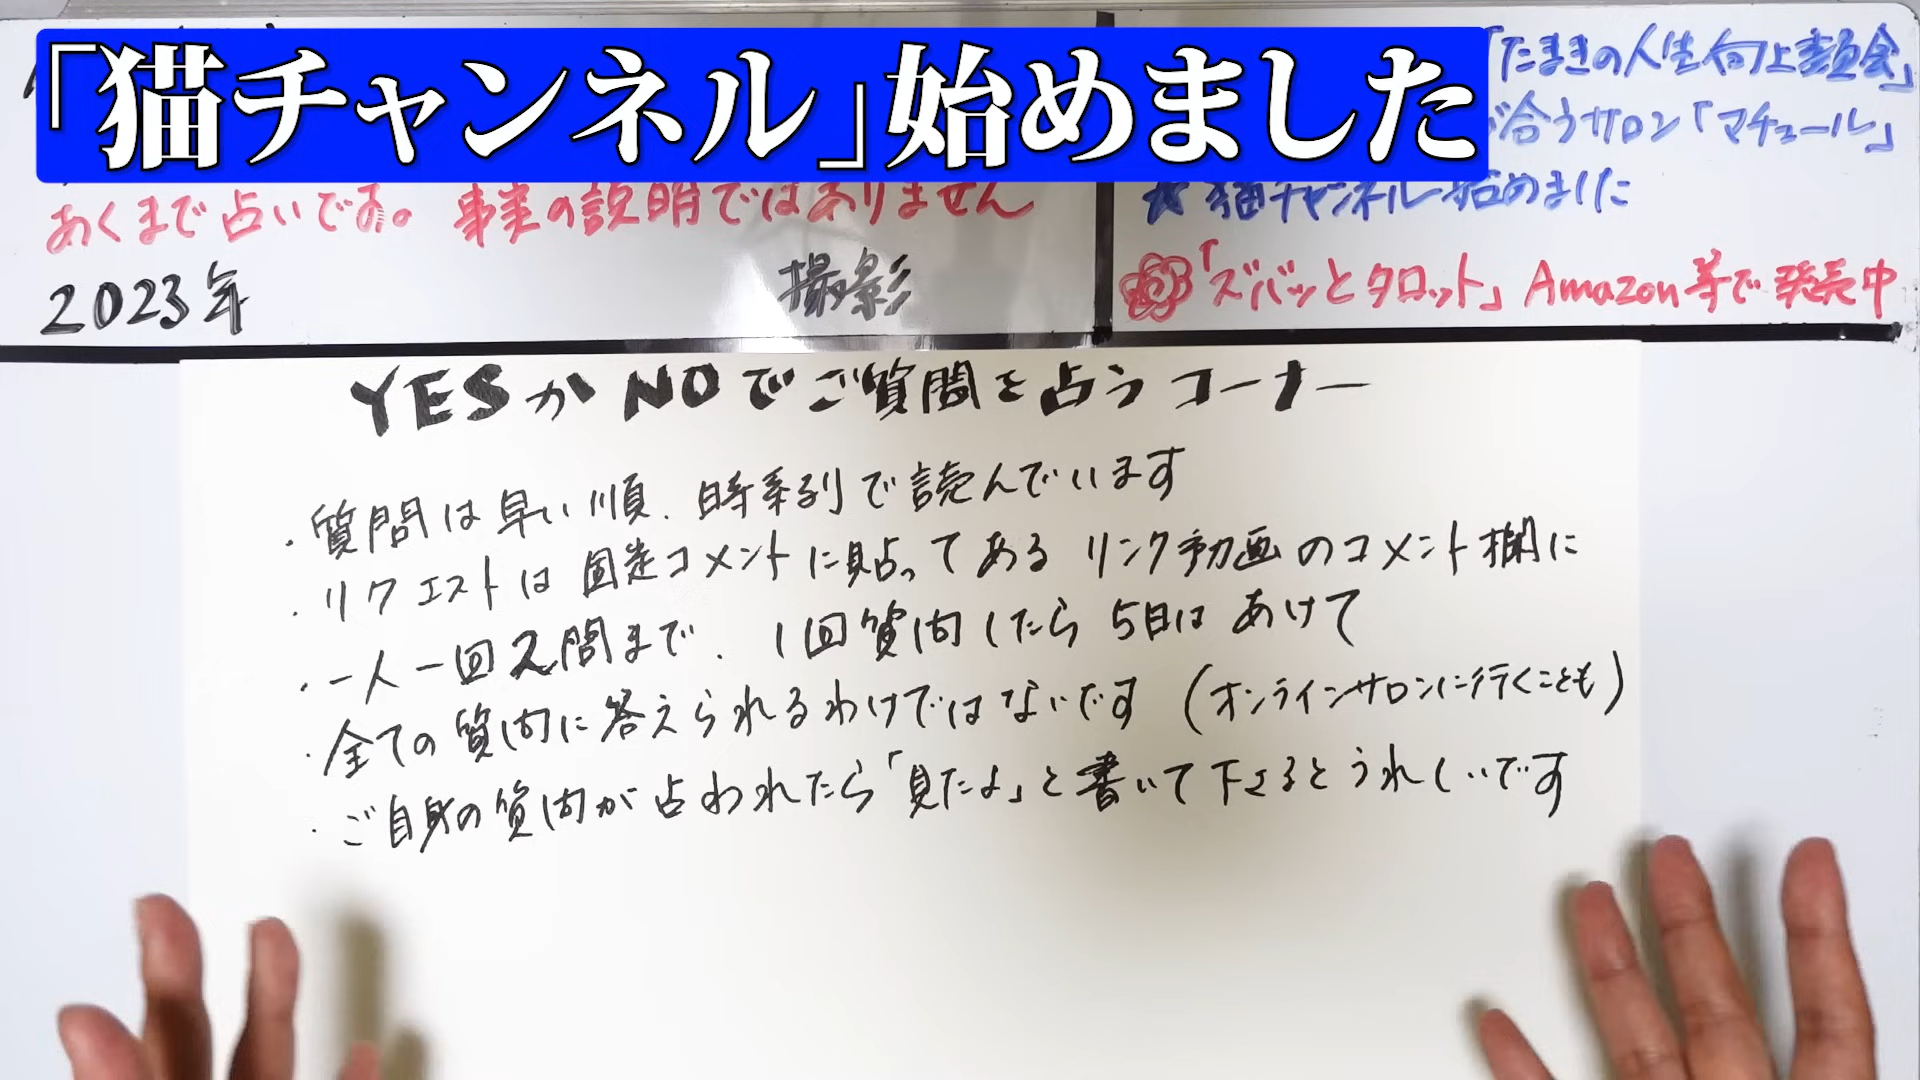 「猫チャンネル」始めました
「たまきの人生向上委員会」
合うサロン「マチュール」
★猫チャンネル始めました
「ズバッとタロット」Amazon等で発売中
あくまで占いです。事実の説明ではありません
2023年 撮影
YESかNOでご質問を占うコーナー
・質問は早い順、時系列で読んでいます
・リクエストは固定コメントに貼ってあるリンク動画のコメント欄に
・一人一回2問まで、1回質問したら5日はあけて
・全ての質問に答えられるわけではないです(オンラインサロンに行くことも)
・ご自身の質問が占われたら「見たよ」と書いて下さるとうれしいです